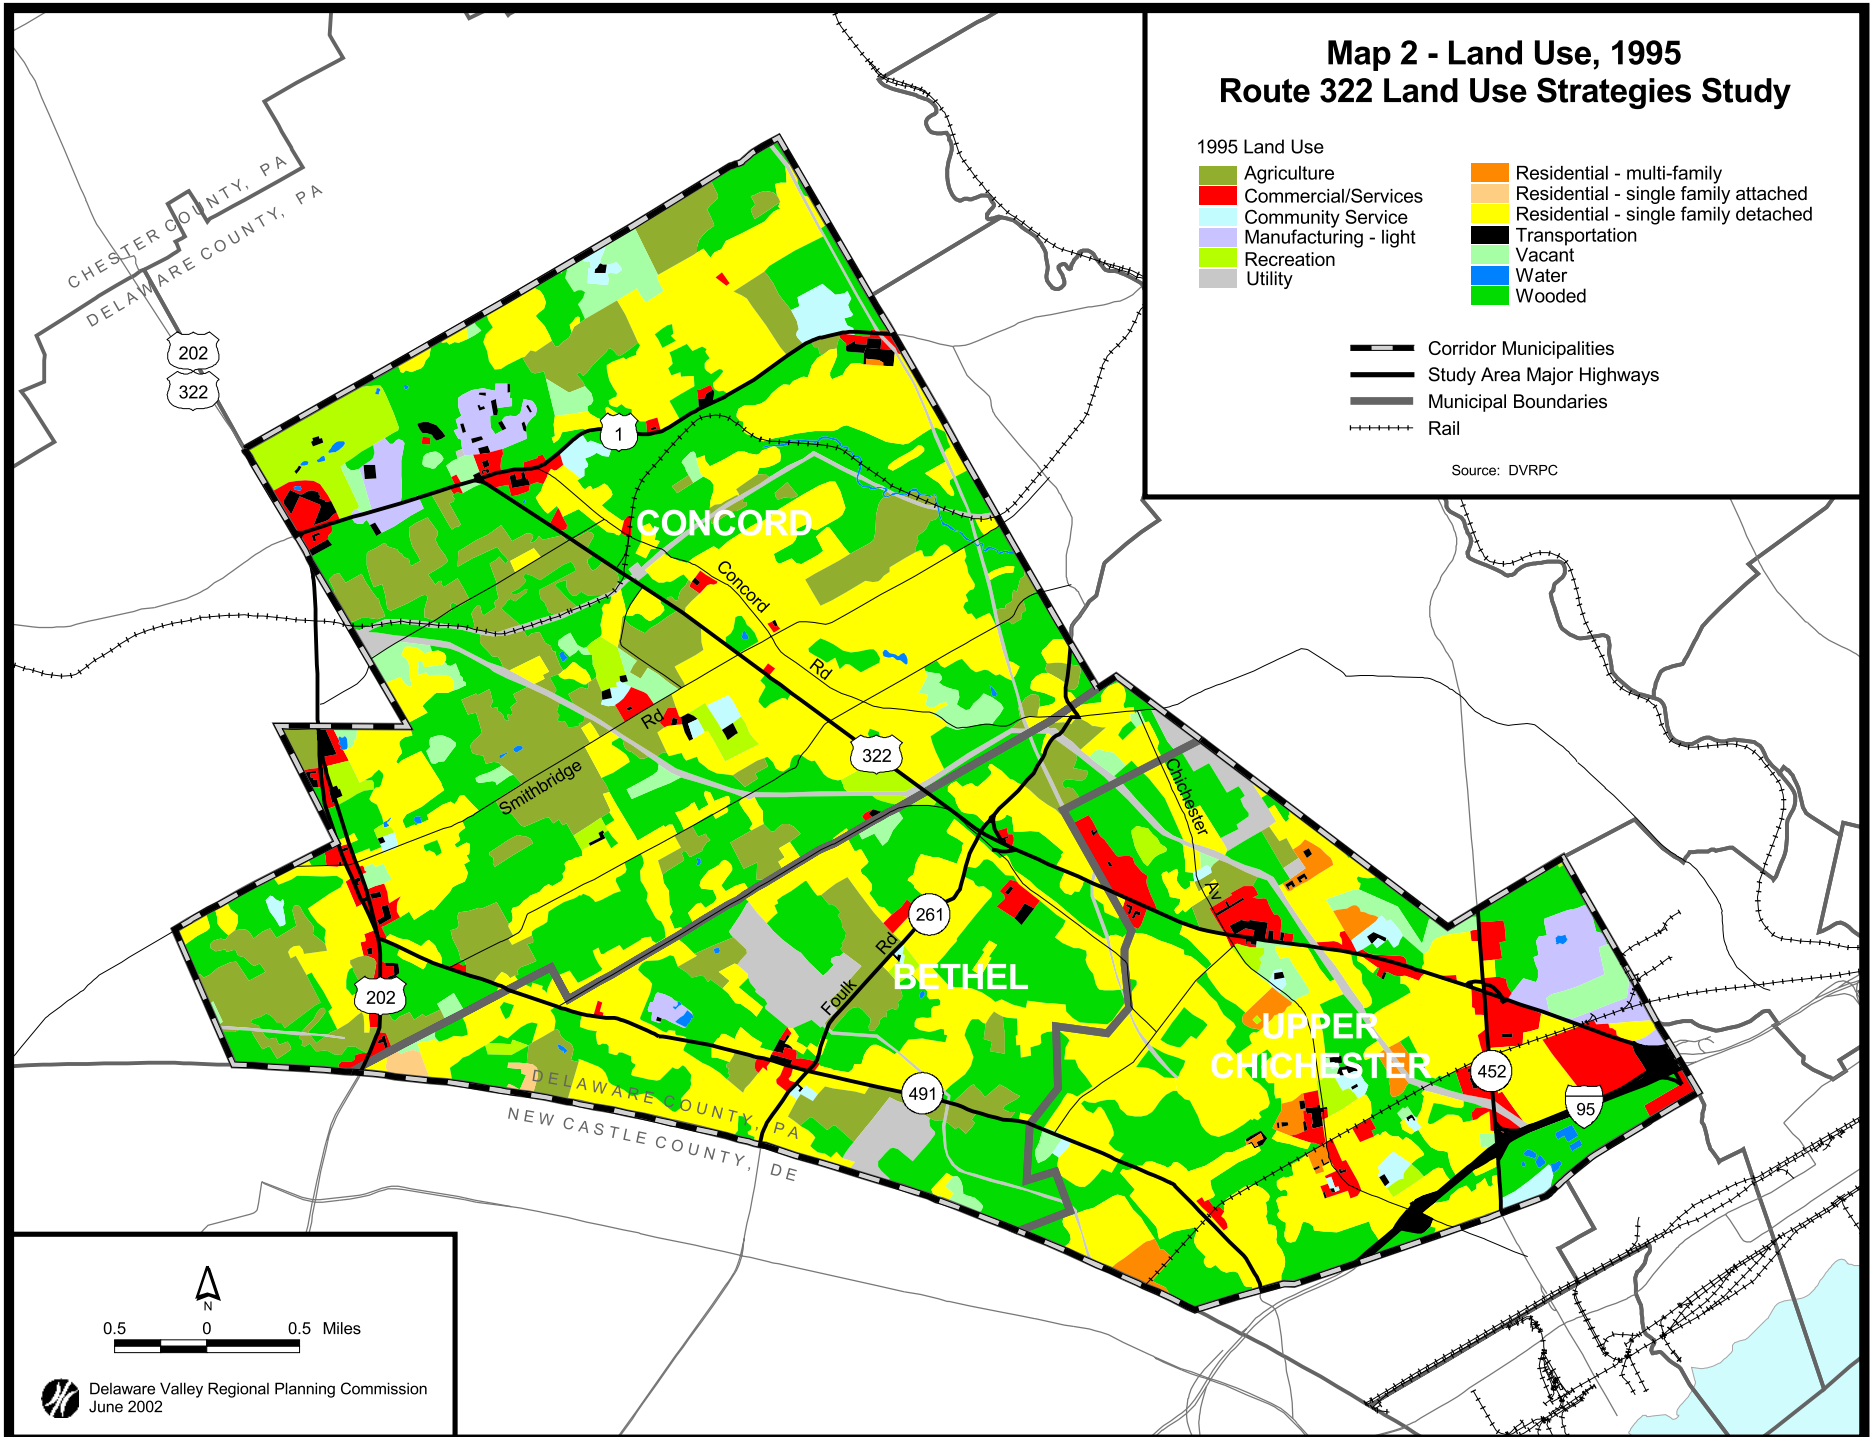 Map 2 - Land Use, 1995
Route 322 Land Use Strategies Study
1995 Land Use
Agriculture
Commercial/Services
Community Service
Manufacturing - light
Recreation
Utility
Residential - multi-family
Residential - single family attached
Residential - single family detached
Transportation
Vacant
Water
Wooded
Corridor Municipalities
Study Area Major Highways
Municipal Boundaries
Rail
Source: DVRPC
CHESTER COUNTY, PA
DELAWARE COUNTY, PA
202
322
1
CONCORD
Concord
Rd
Rd
Smithbridge
322
Chichester
Av
261
Rd
Foulk
BETHEL
202
UPPER
CHICHESTER
452
95
491
DELAWARE COUNTY, PA
NEW CASTLE COUNTY, DE
N
0.5 0 0.5 Miles
Delaware Valley Regional Planning Commission
June 2002